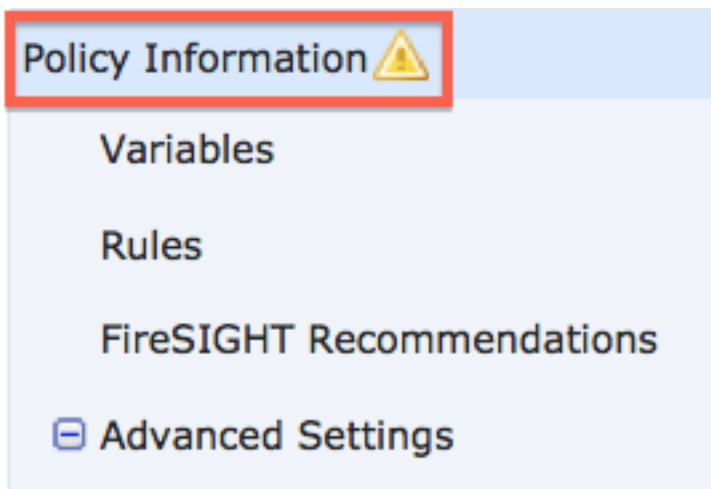 Policy Information
Variables
Rules
FireSIGHT Recommendations
Advanced Settings